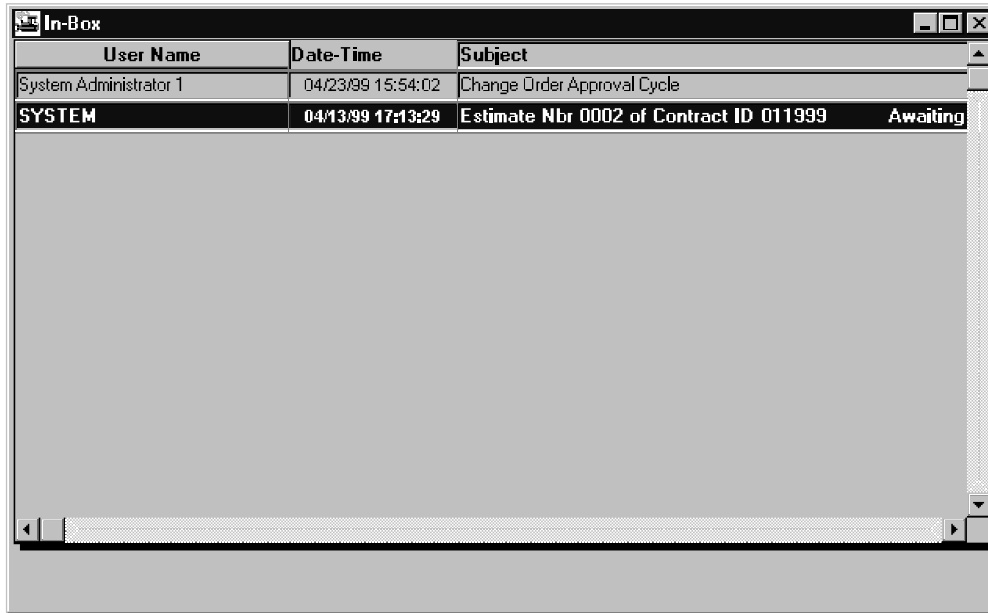 In-Box
User Name Date-Time Subject
System Administrator 1 04/23/99 15:54:02 Change Order Approval Cycle
SYSTEM 04/13/99 17:13:29 Estimate Nbr 0002 of Contract ID 011999 Awaiting